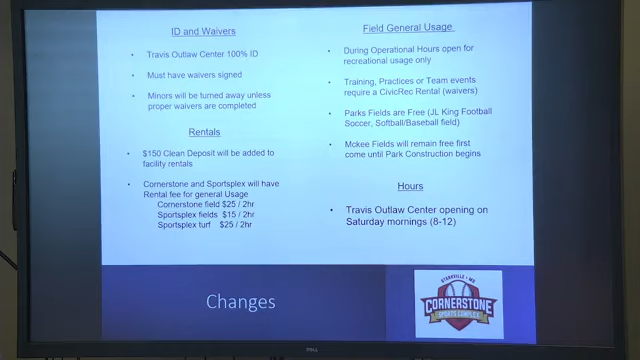 ID and Waivers
• Travis Outlaw Center 100% ID
• Must have waivers signed
• Minors will be turned away unless
proper waivers are completed
Rentals
• $150 Clean Deposit will be added to
facility rentals
• Cornerstone and Sportsplex will have
Rental fee for general Usage
Cornerstone field $25 / 2hr
Sportsplex fields $15 / 2hr
Sportsplex turf $25 / 2hr
Field General Usage
• During Operational Hours open for
recreational usage only
• Training, Practices or Team events
require a CivicRec Rental (waivers)
• Parks Fields are Free (JL King Football
Soccer, Softball/Baseball field)
• Mckee Fields will remain free first
come until Park Construction begins
Hours
• Travis Outlaw Center opening on
Saturday mornings (8-12)
Changes
STARKVILLE • MS
CORNERSTONE
SPORTS COMPLEX
DELL